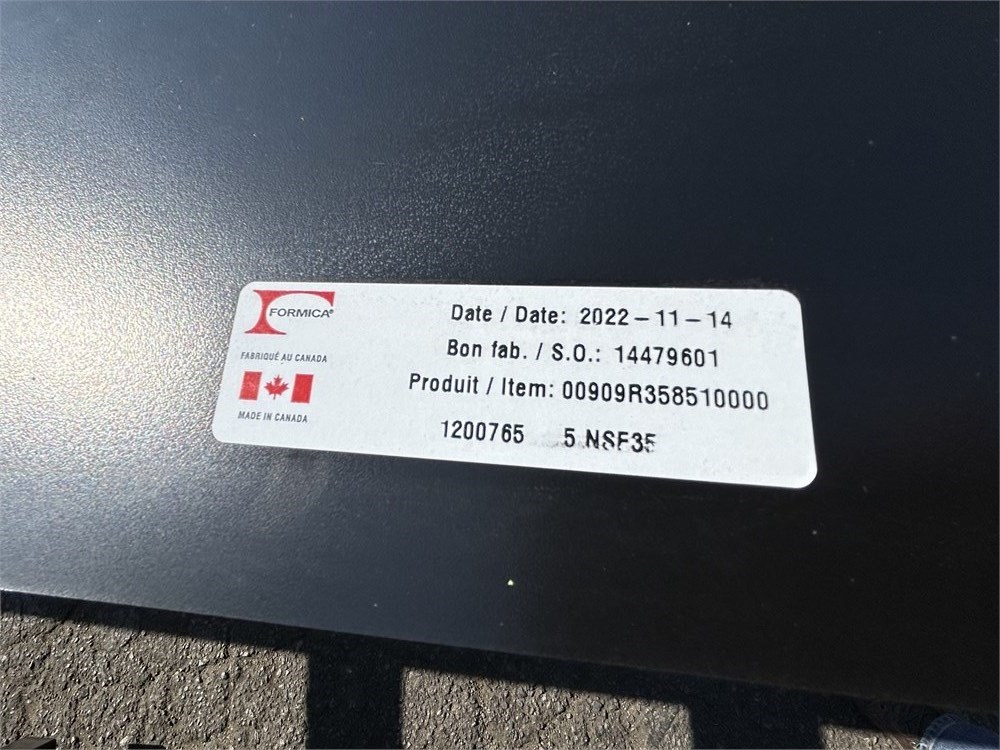 FORMICA®
FABRIQUÉ AU CANADA
MADE IN CANADA
Date / Date: 2022-11-14
Bon fab. / S.O.: 14479601
Produit / Item: 00909R358510000
1200765 5 NSF35